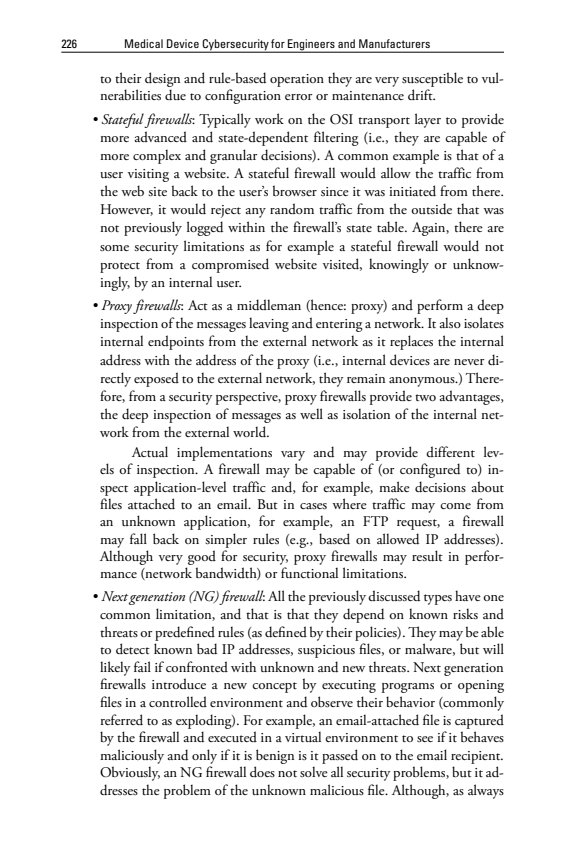 226 Medical Device Cybersecurity for Engineers and Manufacturers
to their design and rule-based operation they are very susceptible to vul-
nerabilities due to configuration error or maintenance drift.
• Stateful firewalls: Typically work on the OSI transport layer to provide
more advanced and state-dependent filtering (i.e., they are capable of
more complex and granular decisions). A common example is that of a
user visiting a website. A stateful firewall would allow the traffic from
the web site back to the user’s browser since it was initiated from there.
However, it would reject any random traffic from the outside that was
not previously logged within the firewall’s state table. Again, there are
some security limitations as for example a stateful firewall would not
protect from a compromised website visited, knowingly or unknow-
ingly, by an internal user.
• Proxy firewalls: Act as a middleman (hence: proxy) and perform a deep
inspection of the messages leaving and entering a network. It also isolates
internal endpoints from the external network as it replaces the internal
address with the address of the proxy (i.e., internal devices are never di-
rectly exposed to the external network, they remain anonymous.) There-
fore, from a security perspective, proxy firewalls provide two advantages,
the deep inspection of messages as well as isolation of the internal net-
work from the external world.
Actual implementations vary and may provide different lev-
els of inspection. A firewall may be capable of (or configured to) in-
spect application-level traffic and, for example, make decisions about
files attached to an email. But in cases where traffic may come from
an unknown application, for example, an FTP request, a firewall
may fall back on simpler rules (e.g., based on allowed IP addresses).
Although very good for security, proxy firewalls may result in perfor-
mance (network bandwidth) or functional limitations.
• Next generation (NG) firewall: All the previously discussed types have one
common limitation, and that is that they depend on known risks and
threats or predefined rules (as defined by their policies). They may be able
to detect known bad IP addresses, suspicious files, or malware, but will
likely fail if confronted with unknown and new threats. Next generation
firewalls introduce a new concept by executing programs or opening
files in a controlled environment and observe their behavior (commonly
referred to as exploding). For example, an email-attached file is captured
by the firewall and executed in a virtual environment to see if it behaves
maliciously and only if it is benign is it passed on to the email recipient.
Obviously, an NG firewall does not solve all security problems, but it ad-
dresses the problem of the unknown malicious file. Although, as always